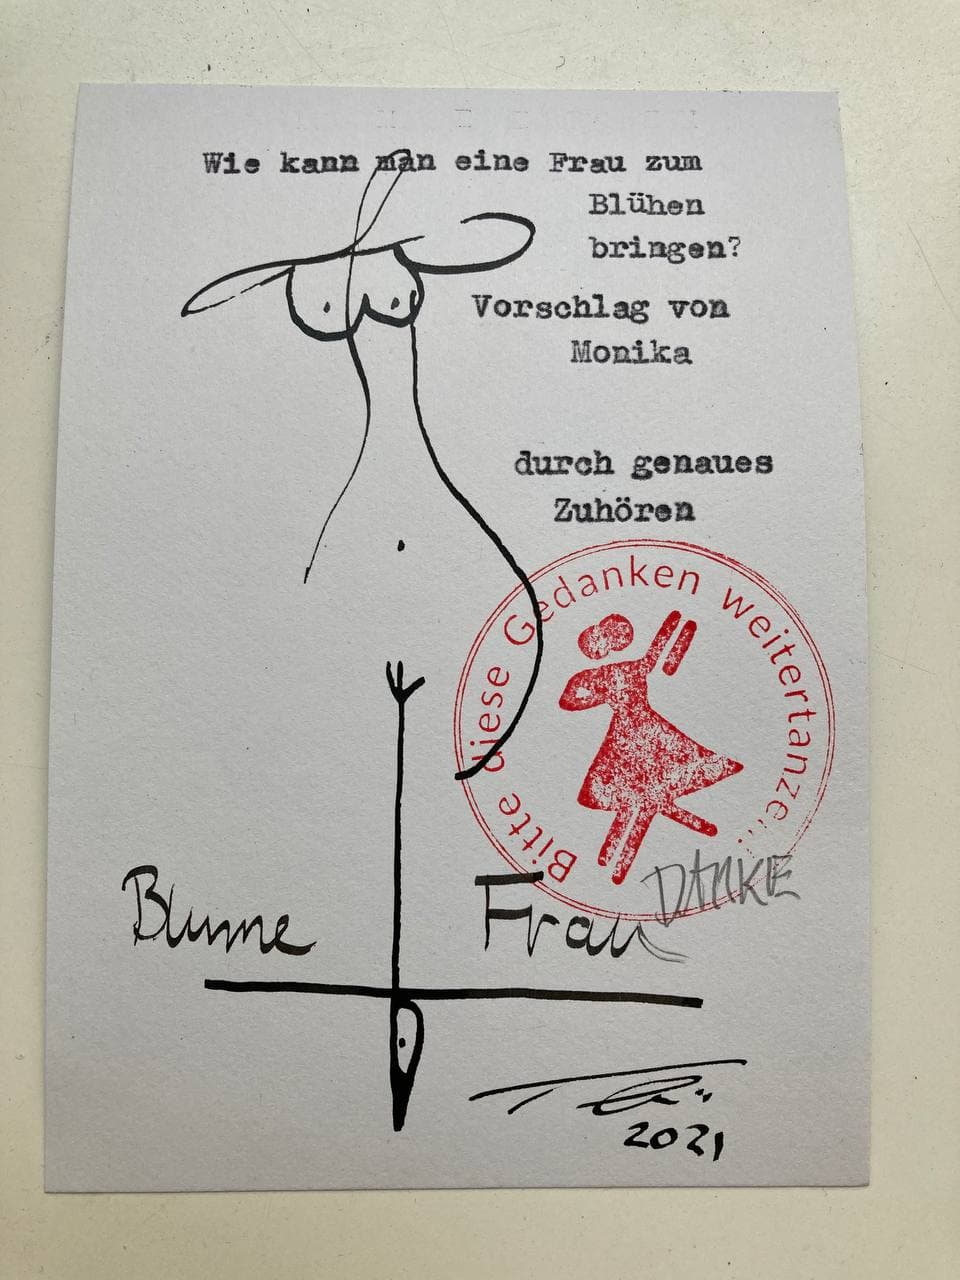 Wie kann man eine Frau zum
Blühen
bringen?
Vorschlag von
Monika
durch genaues
Zuhören
Bitte diese Gedanken weitertanzen...
DANKE
Blume Frau
2021